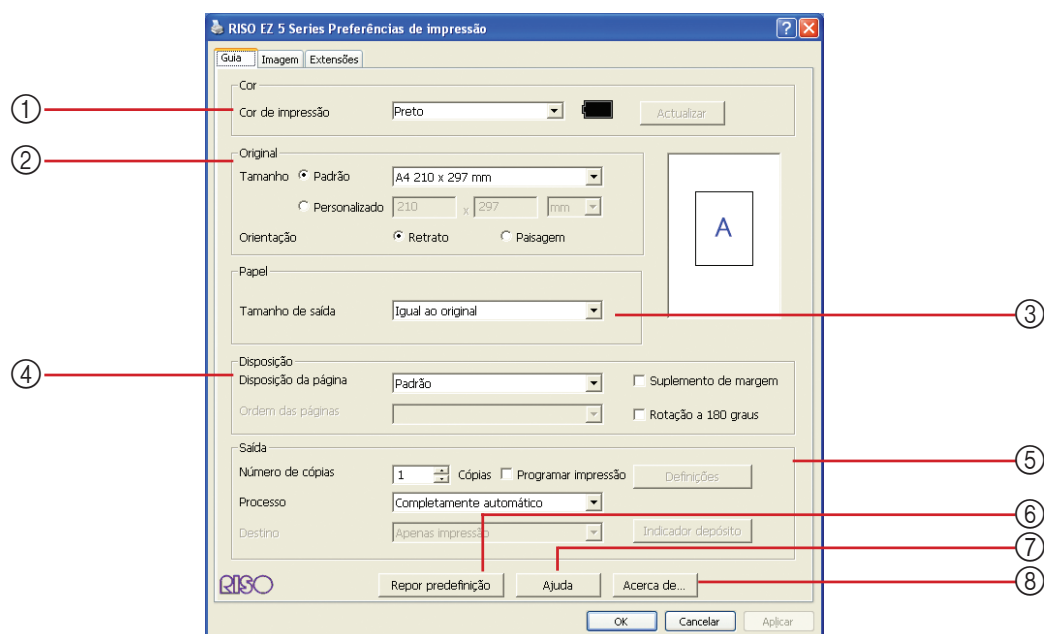 RISO EZ 5 Series Preferências de impressão
Guia Imagem Extensões
Cor
① Cor de impressão Preto Actualizar
② Original
Tamanho Padrão A4 210 x 297 mm
Personalizado 210 x 297 mm
Orientação Retrato Paisagem
A
Papel
Tamanho de saída Igual ao original ③
Disposição
④ Disposição da página Padrão Suplemento de margem
Ordem das páginas Rotação a 180 graus
Saída
⑤
Número de cópias 1 Cópias Programar impressão Definições
Processo Completamente automático ⑥
Destino Apenas impressão Indicador depósito
⑦
RISO Repor predefinição Ajuda Acerca de... ⑧
OK Cancelar Aplicar